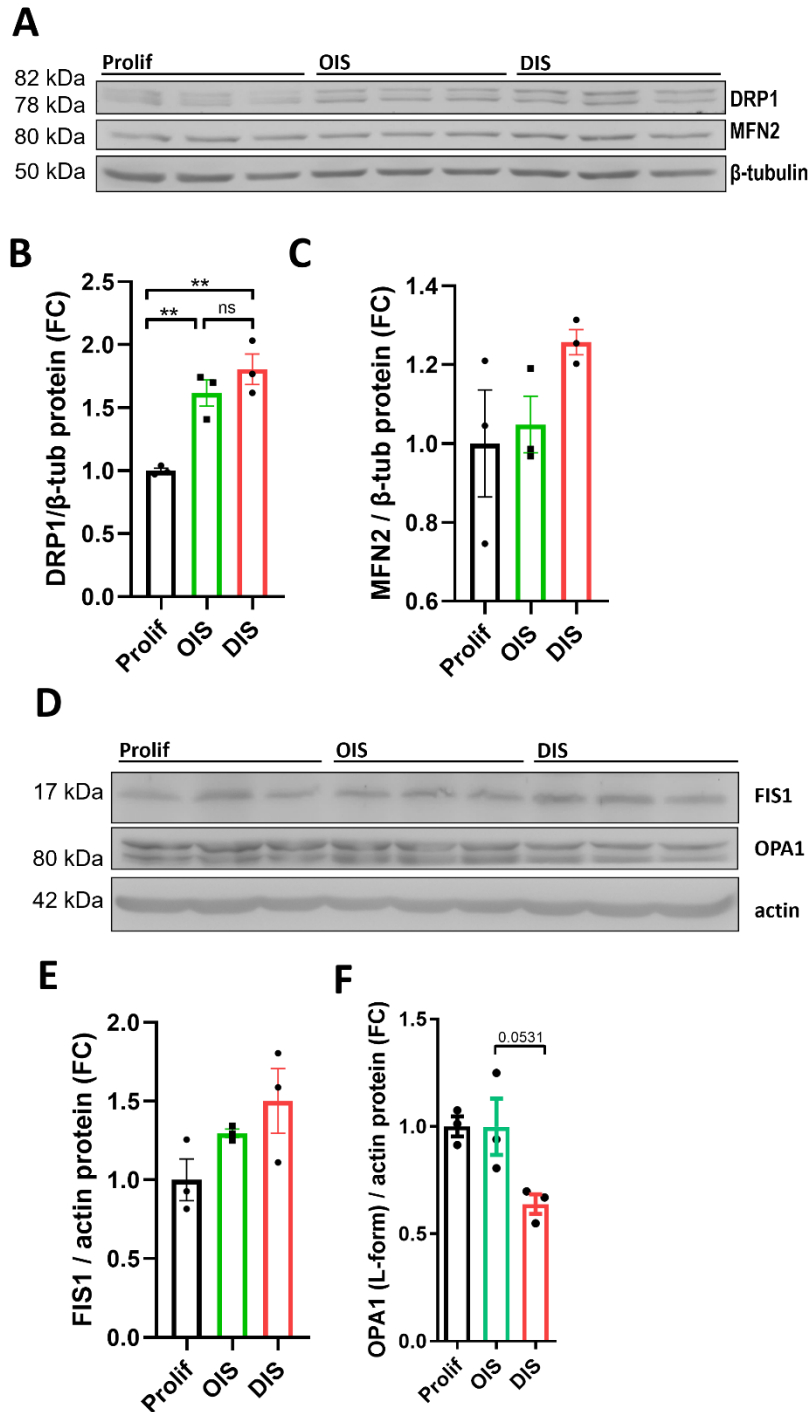 A
Prolif OIS DIS
82 kDa
78 kDa
DRP1
80 kDa
MFN2
50 kDa
β-tubulin
B
DRP1/β-tub protein (FC)
2.5
2.0
1.5
1.0
0.5
0.0
**
** ns
Prolif OIS DIS
C
MFN2 / β-tub protein (FC)
1.4
1.2
1.0
0.8
0.6
Prolif OIS DIS
D
Prolif OIS DIS
17 kDa
FIS1
80 kDa
OPA1
42 kDa
actin
E
FIS1 / actin protein (FC)
2.0
1.5
1.0
0.5
0.0
Prolif OIS DIS
F
OPA1 (L-form) / actin protein (FC)
1.5
1.0
0.5
0.0
0.0531
Prolif OIS DIS